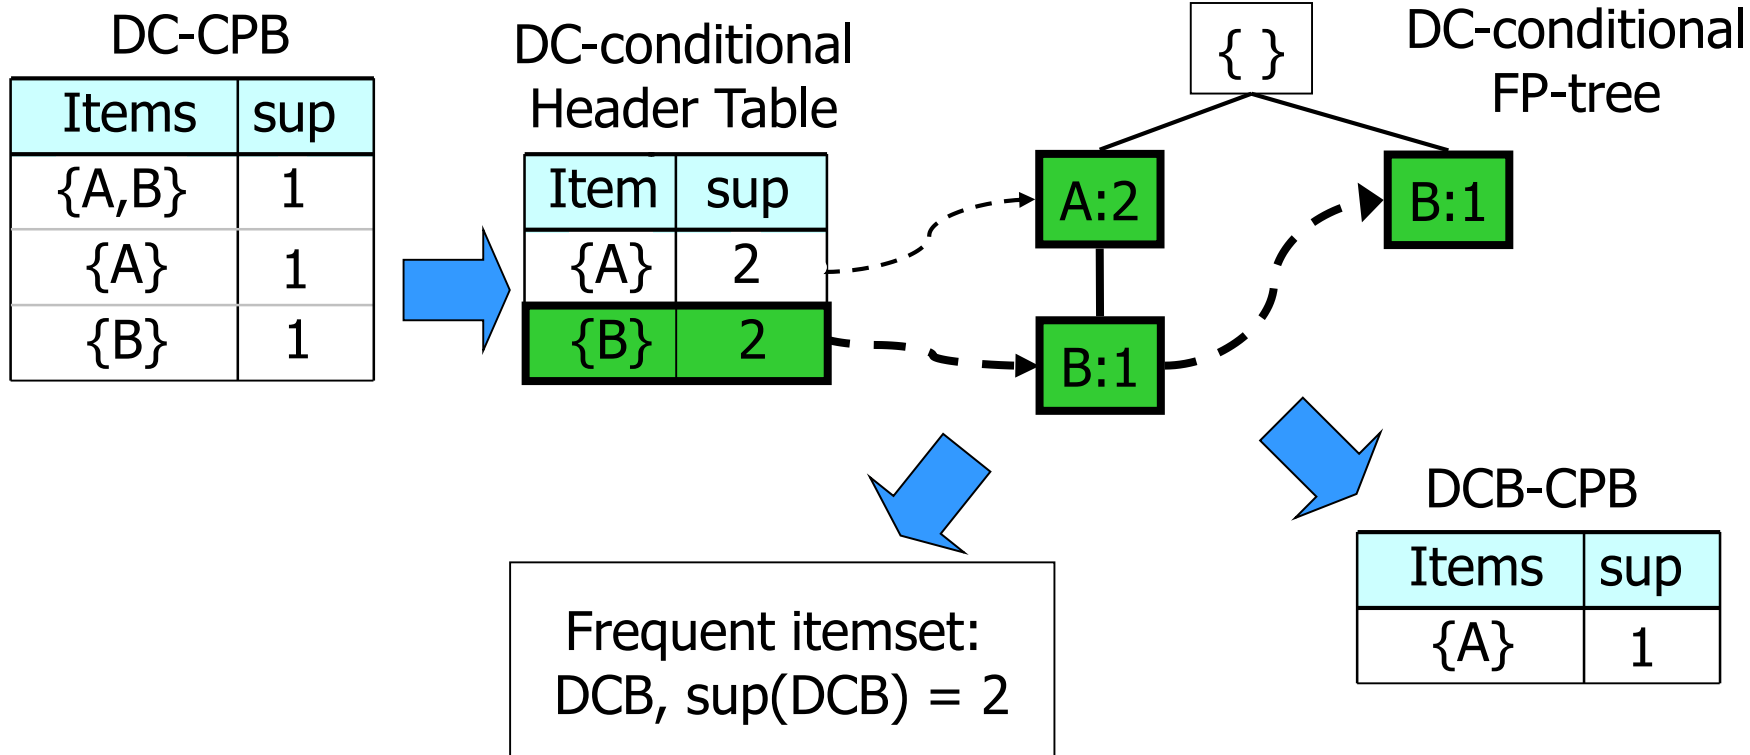 DC-CPB
Items sup
{A,B} 1
{A} 1
{B} 1
DC-conditional
Header Table
Item sup
{A} 2
{B} 2
{ }
A:2
B:1
B:1
DC-conditional
FP-tree
Frequent itemset:
DCB, sup(DCB) = 2
DCB-CPB
Items sup
{A} 1